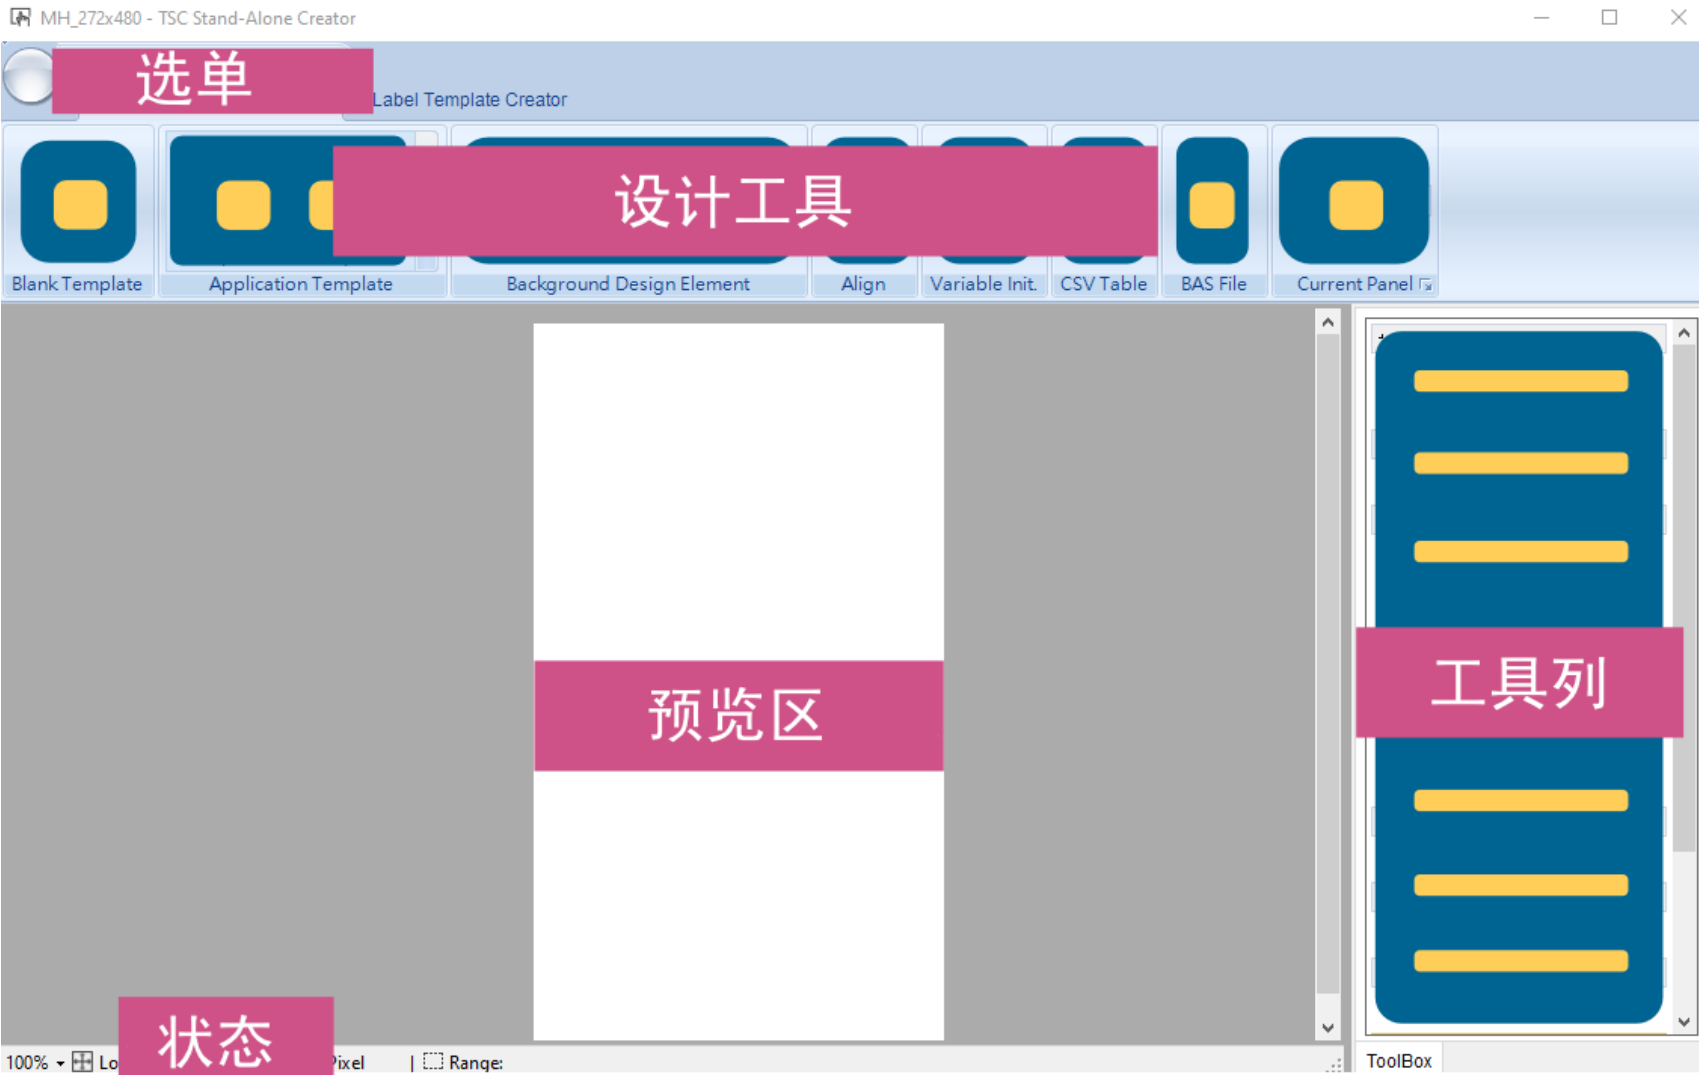 MH_272x480 - TSC Stand-Alone Creator
选单
Label Template Creator
设计工具
Blank Template
Application Template
Background Design Element
Align
Variable Init.
CSV Table
BAS File
Current Panel
预览区
工具列
状态
100%
Range:
ToolBox